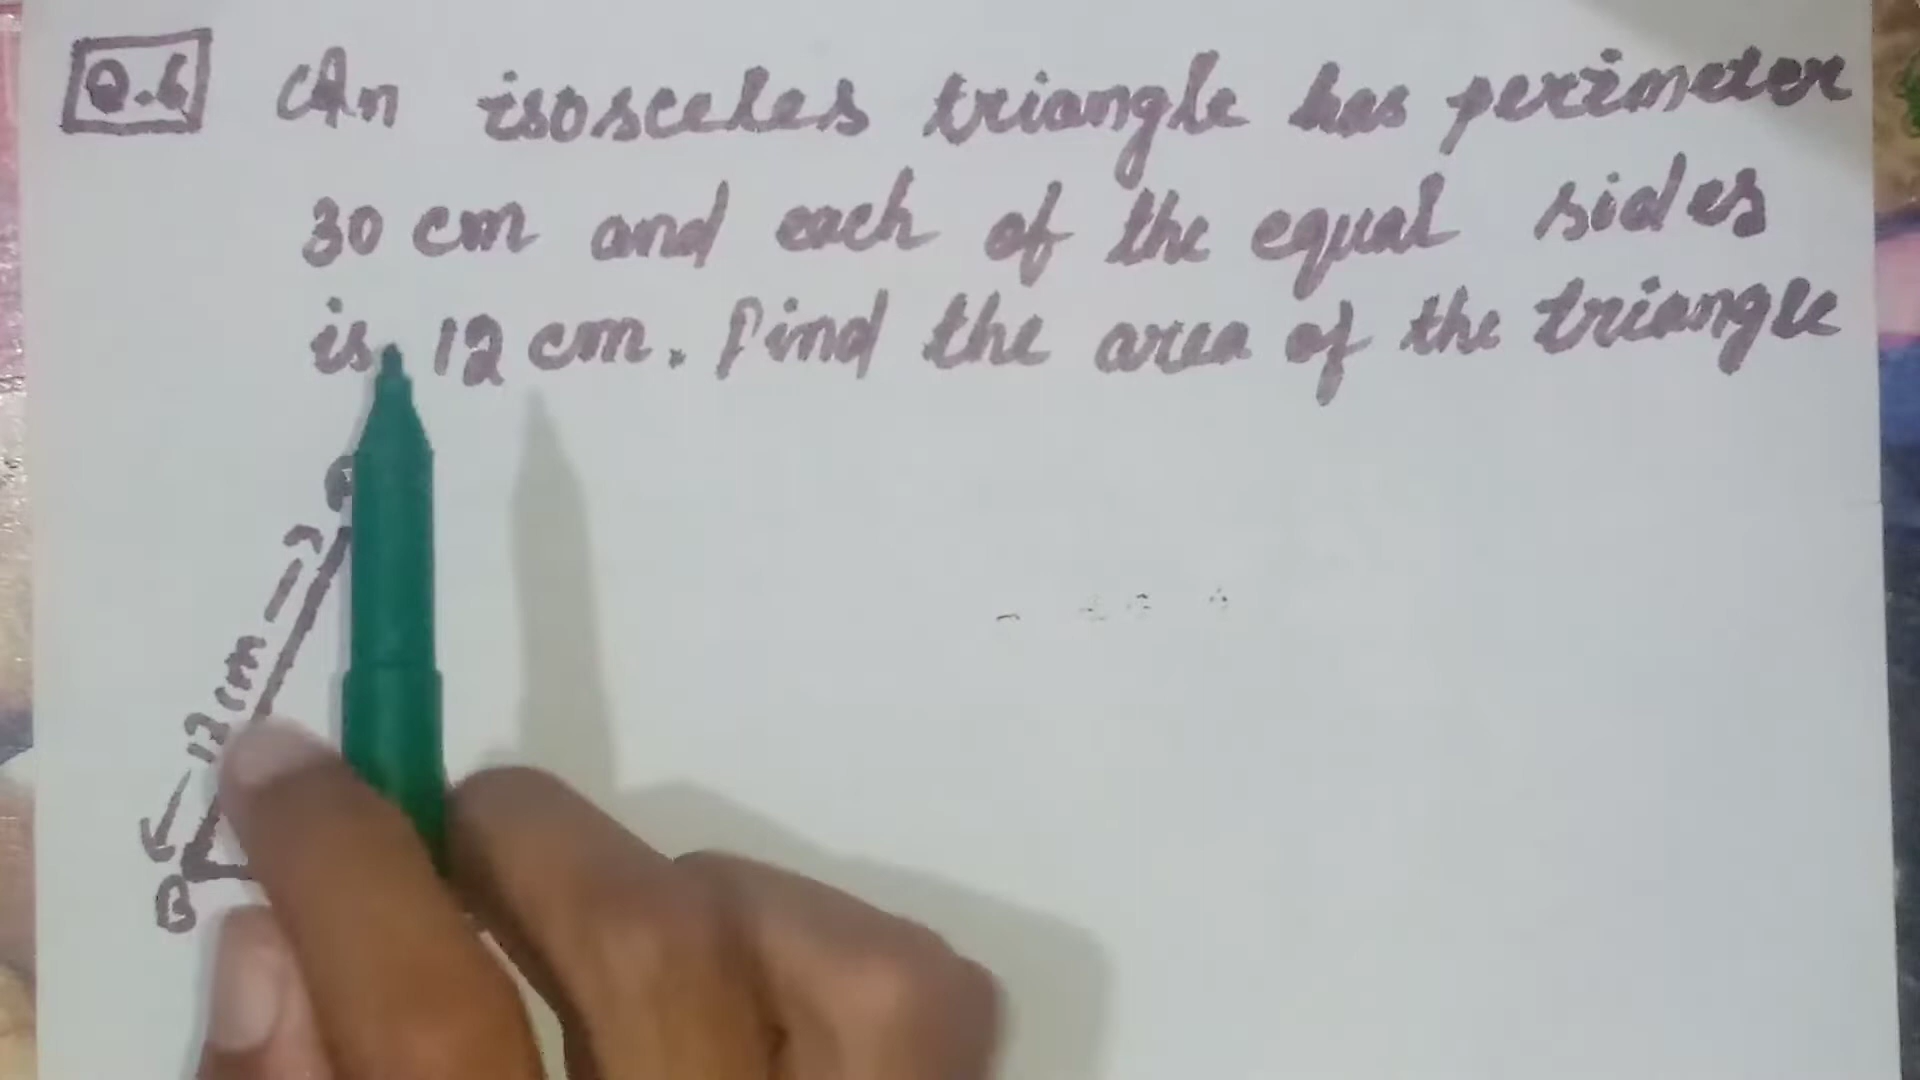 Q.6 An isosceles triangle has perimeter
30 cm and each of the equal sides
is 12 cm. Find the area of the triangle
12 cm
B